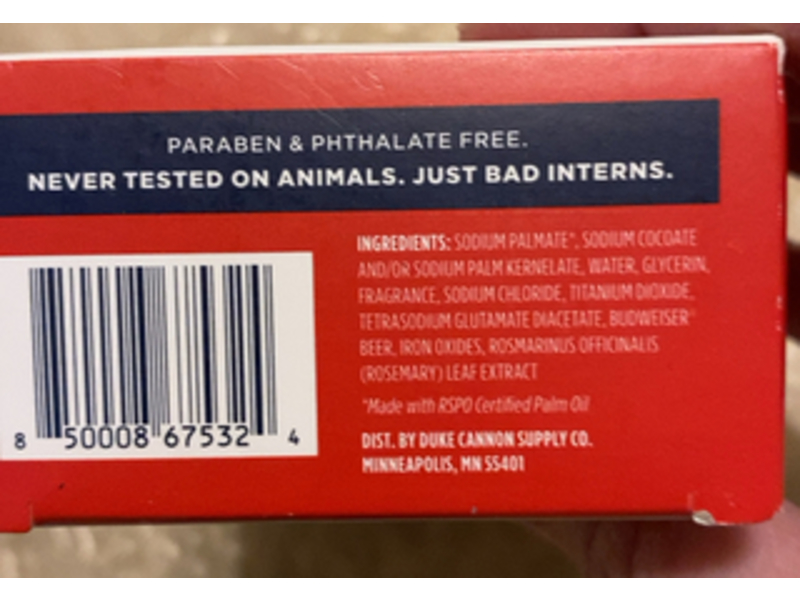 PARABEN & PHTHALATE FREE.
NEVER TESTED ON ANIMALS. JUST BAD INTERNS.
INGREDIENTS: SODIUM PALMATE*, SODIUM COCOATE
AND/OR SODIUM PALM KERNELATE, WATER, GLYCERIN,
FRAGRANCE, SODIUM CHLORIDE, TITANIUM DIOXIDE,
TETRASODIUM GLUTAMATE DIACETATE, BUDWEISER®
BEER, IRON OXIDES, ROSMARINUS OFFICINALIS
(ROSEMARY) LEAF EXTRACT
*Made with RSPO Certified Palm Oil
DIST. BY DUKE CANNON SUPPLY CO.
MINNEAPOLIS, MN 55401
8 50008 67532 4